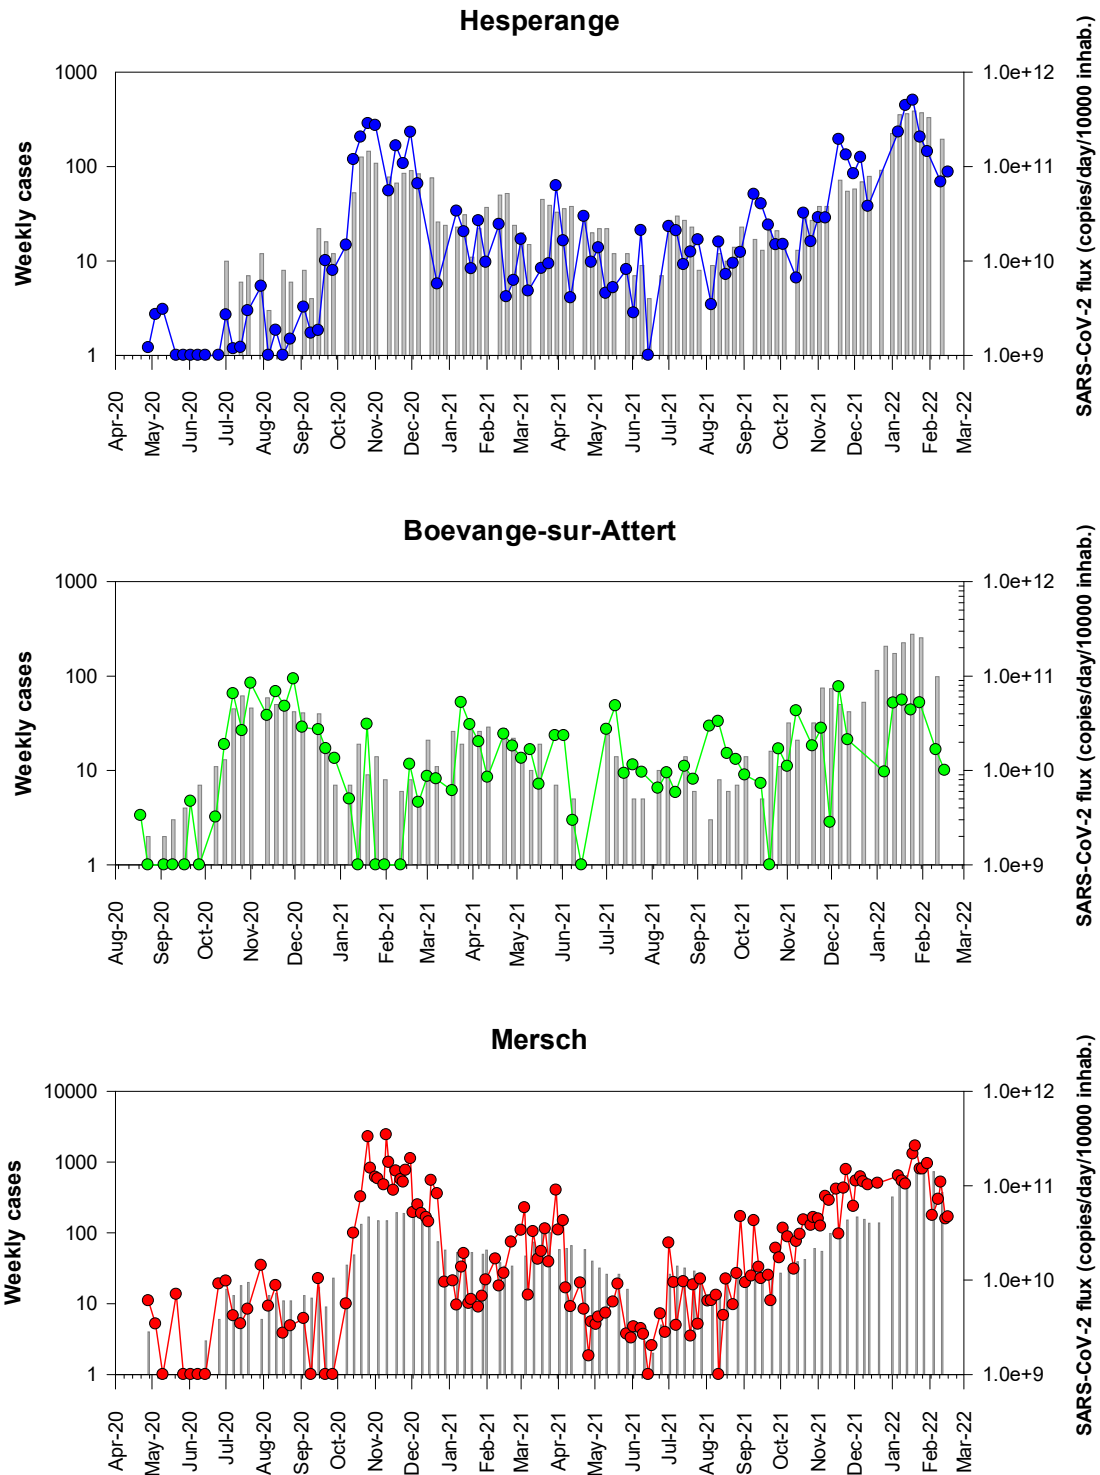 Hesperange
Weekly cases
SARS-CoV-2 flux (copies/day/10000 inhab.)
1000
100
10
1
1.0e+12
1.0e+11
1.0e+10
1.0e+9
Apr-20 May-20 Jun-20 Jul-20 Aug-20 Sep-20 Oct-20 Nov-20 Dec-20 Jan-21 Feb-21 Mar-21 Apr-21 May-21 Jun-21 Jul-21 Aug-21 Sep-21 Oct-21 Nov-21 Dec-21 Jan-22 Feb-22 Mar-22
Boevange-sur-Attert
Weekly cases
SARS-CoV-2 flux (copies/day/10000 inhab.)
1000
100
10
1
1.0e+12
1.0e+11
1.0e+10
1.0e+9
Aug-20 Sep-20 Oct-20 Nov-20 Dec-20 Jan-21 Feb-21 Mar-21 Apr-21 May-21 Jun-21 Jul-21 Aug-21 Sep-21 Oct-21 Nov-21 Dec-21 Jan-22 Feb-22 Mar-22
Mersch
Weekly cases
SARS-CoV-2 flux (copies/day/10000 inhab.)
10000
1000
100
10
1
1.0e+12
1.0e+11
1.0e+10
1.0e+9
Apr-20 May-20 Jun-20 Jul-20 Aug-20 Sep-20 Oct-20 Nov-20 Dec-20 Jan-21 Feb-21 Mar-21 Apr-21 May-21 Jun-21 Jul-21 Aug-21 Sep-21 Oct-21 Nov-21 Dec-21 Jan-22 Feb-22 Mar-22